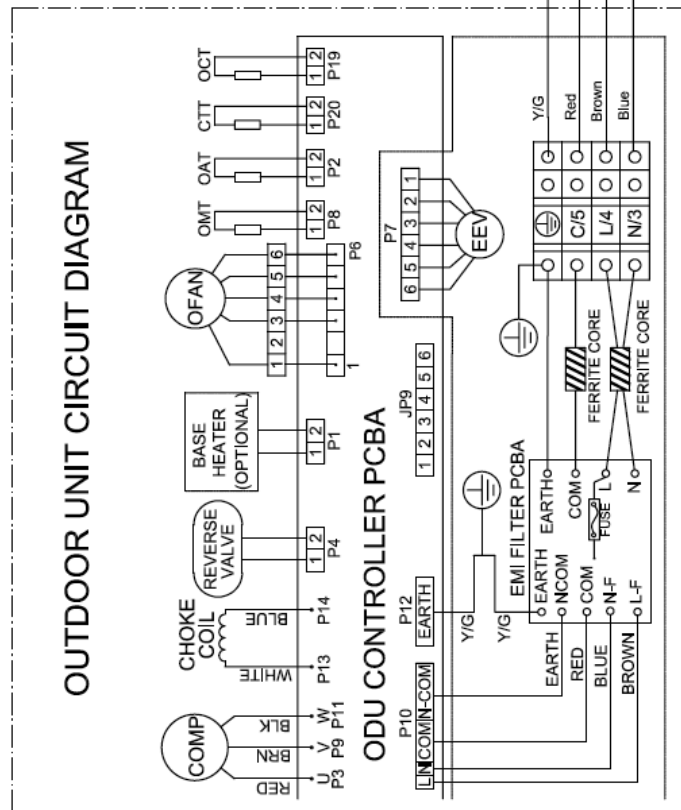 OUTDOOR UNIT CIRCUIT DIAGRAM
OCT
2
1
P19
CTT
2
1
P20
OAT
2
1
P2
OMT
2
1
P8
OFAN
6
5
4
3
2
1
P6
1
BASE
HEATER
(OPTIONAL)
1 2
P1
REVERSE
VALVE
1 2
P4
CHOKE
COIL
BLUE
P14
WHITE
P13
COMP
BLK
W
P11
BRN
V
P9
RED
U
P3
ODU CONTROLLER PCBA
P7
1
2
3
4
5
6
EEV
JP9
1 2 3 4 5 6
P12
EARTH
Y/G
Y/G
P10
L N COM N-COM
EARTH
RED
BLUE
BROWN
EMI FILTER PCBA
EARTH
NCOM
COM
N-F
L-F
EARTH
COM
L
N
FUSE
FERRITE CORE
FERRITE CORE
C/5
L/4
N/3
Y/G
Red
Brown
Blue